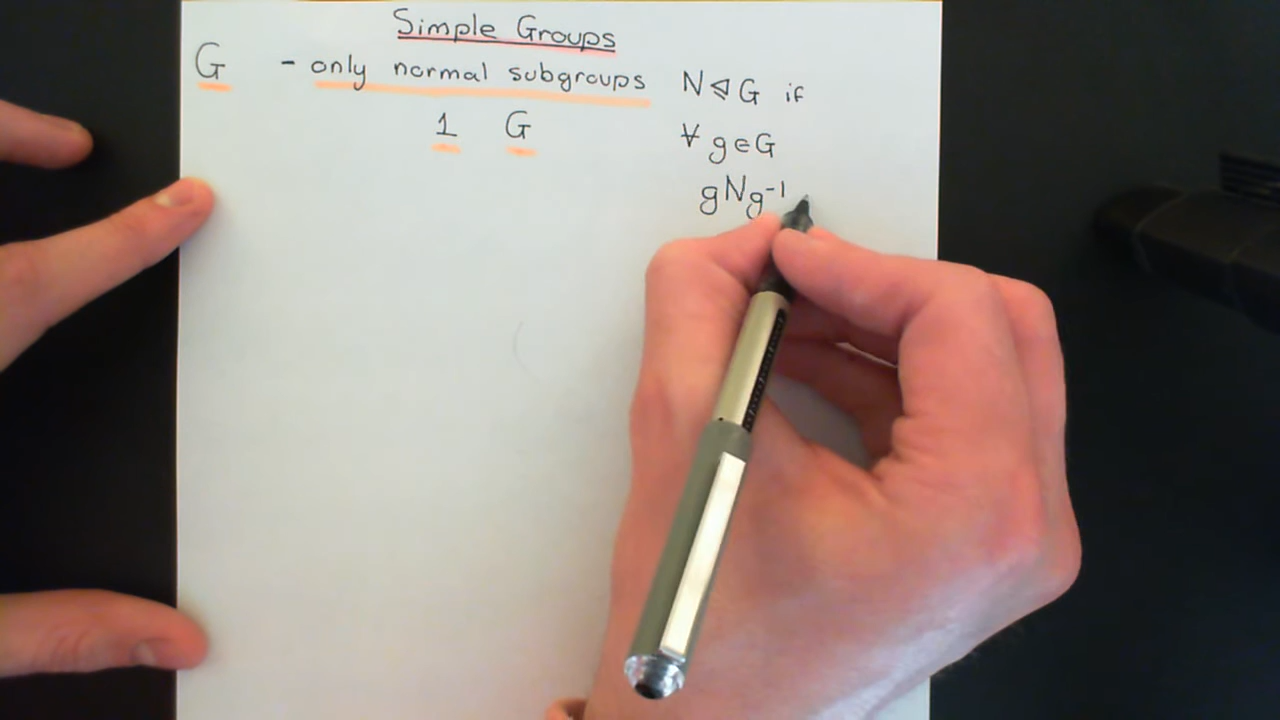 Simple Groups
G - only normal subgroups N ⊲ G if
1 G ∀ g ∈ G
gNg⁻¹